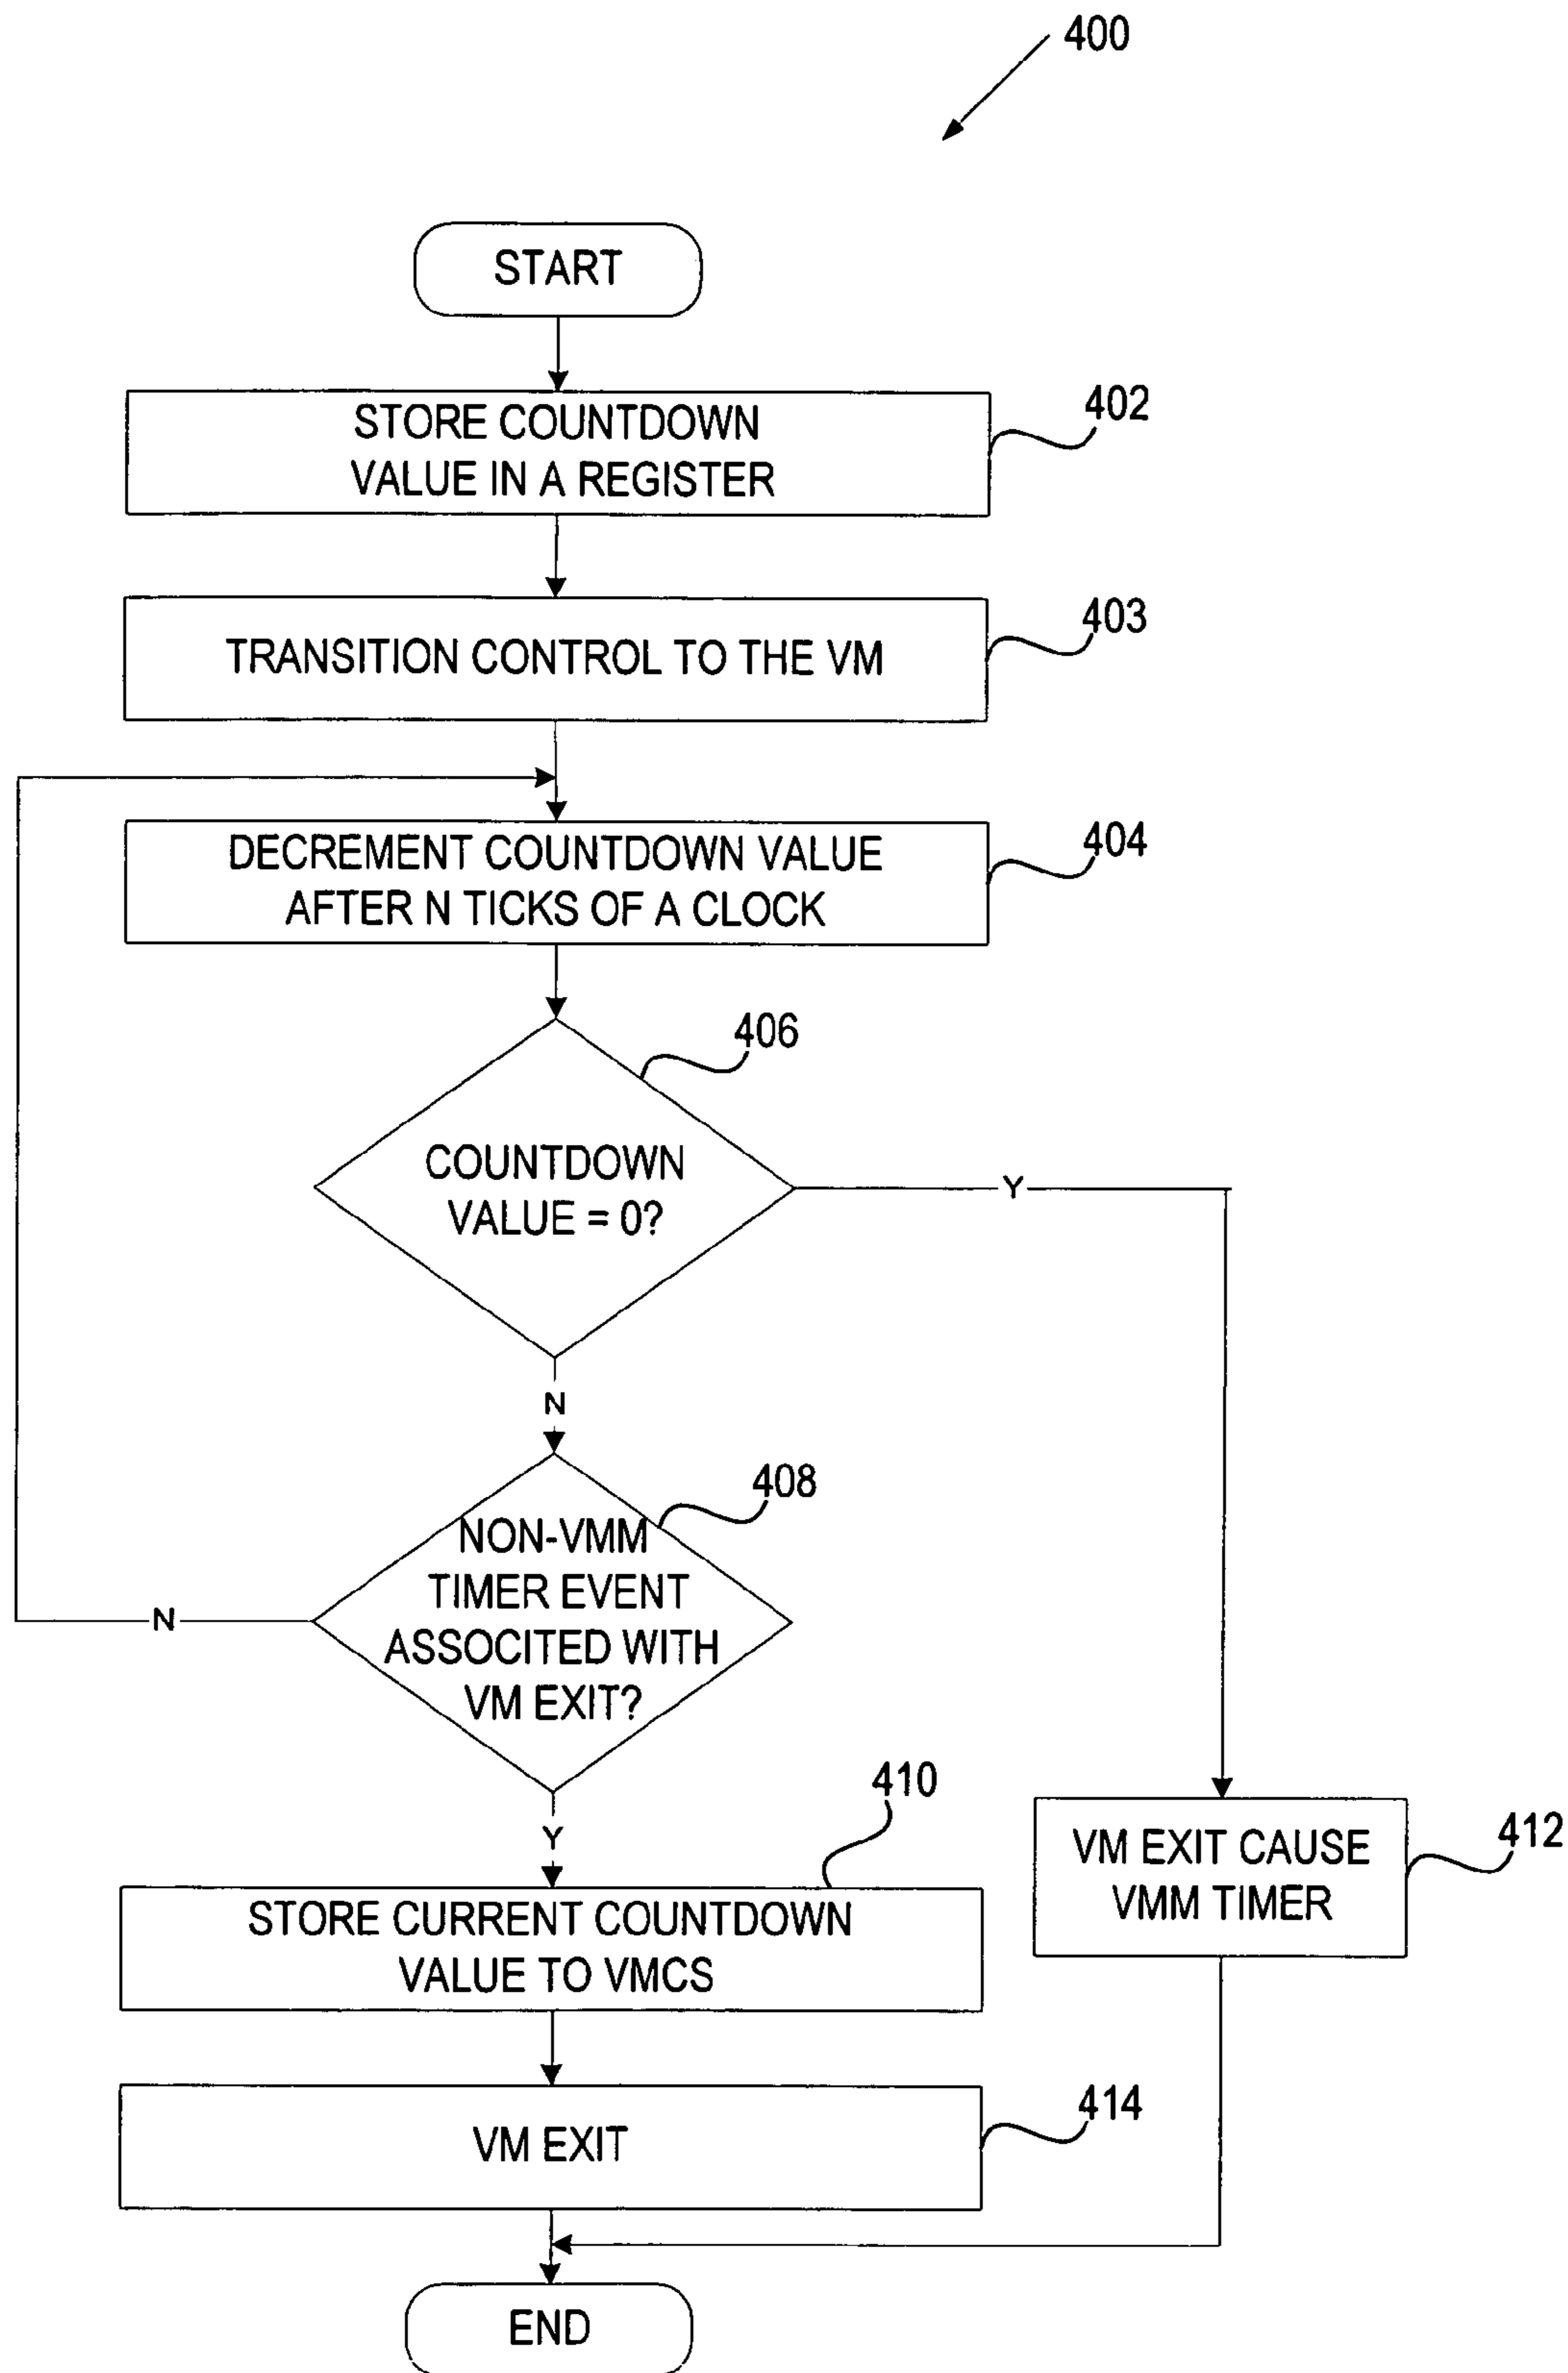 400
START
STORE COUNTDOWN
VALUE IN A REGISTER
402
TRANSITION CONTROL TO THE VM
403
DECREMENT COUNTDOWN VALUE
AFTER N TICKS OF A CLOCK
404
406
COUNTDOWN
VALUE = 0?
Y
N
408
NON-VMM
TIMER EVENT
ASSOCITED WITH
VM EXIT?
N
Y
410
STORE CURRENT COUNTDOWN
VALUE TO VMCS
VM EXIT CAUSE
VMM TIMER
412
VM EXIT
414
END